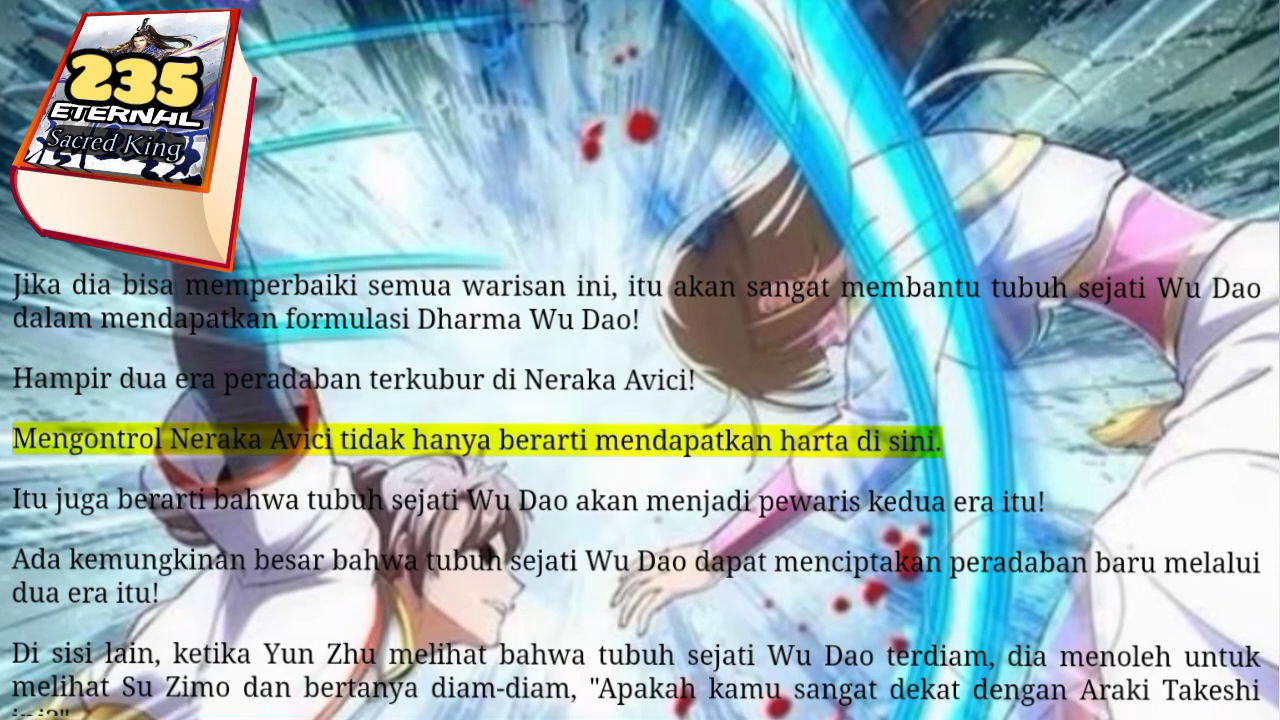 235
ETERNAL
Sacred King
Jika dia bisa memperbaiki semua warisan ini, itu akan sangat membantu tubuh sejati Wu Dao
dalam mendapatkan formulasi Dharma Wu Dao!
Hampir dua era peradaban terkubur di Neraka Avici!
Mengontrol Neraka Avici tidak hanya berarti mendapatkan harta di sini.
Itu juga berarti bahwa tubuh sejati Wu Dao akan menjadi pewaris kedua era itu!
Ada kemungkinan besar bahwa tubuh sejati Wu Dao dapat menciptakan peradaban baru melalui
dua era itu!
Di sisi lain, ketika Yun Zhu melihat bahwa tubuh sejati Wu Dao terdiam, dia menoleh untuk
melihat Su Zimo dan bertanya diam-diam, "Apakah kamu sangat dekat dengan Araki Takeshi